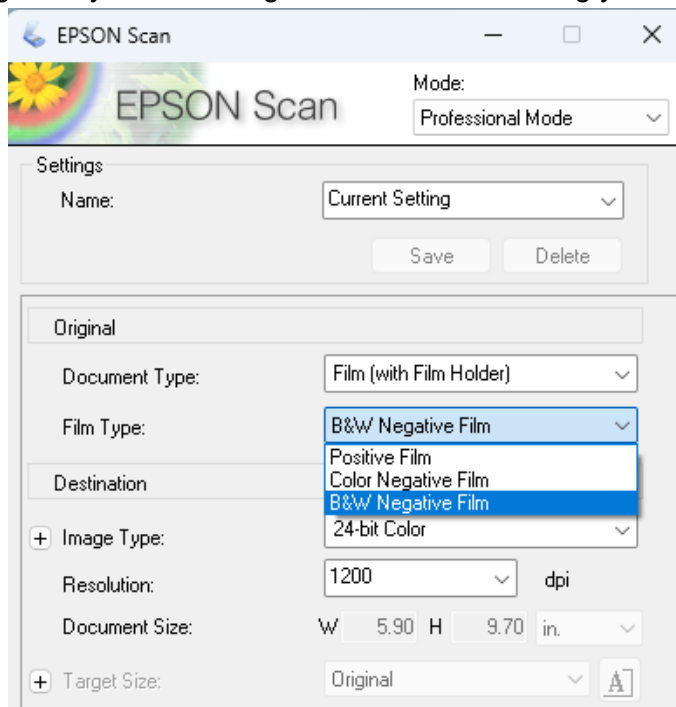 EPSON Scan
EPSON Scan
Mode:
Professional Mode
Settings
Name: Current Setting
Save Delete
Original
Document Type: Film (with Film Holder)
Film Type: B&W Negative Film
Positive Film
Color Negative Film
B&W Negative Film
Destination
Image Type: 24-bit Color
Resolution: 1200 dpi
Document Size: W 5.90 H 9.70 in.
Target Size: Original A